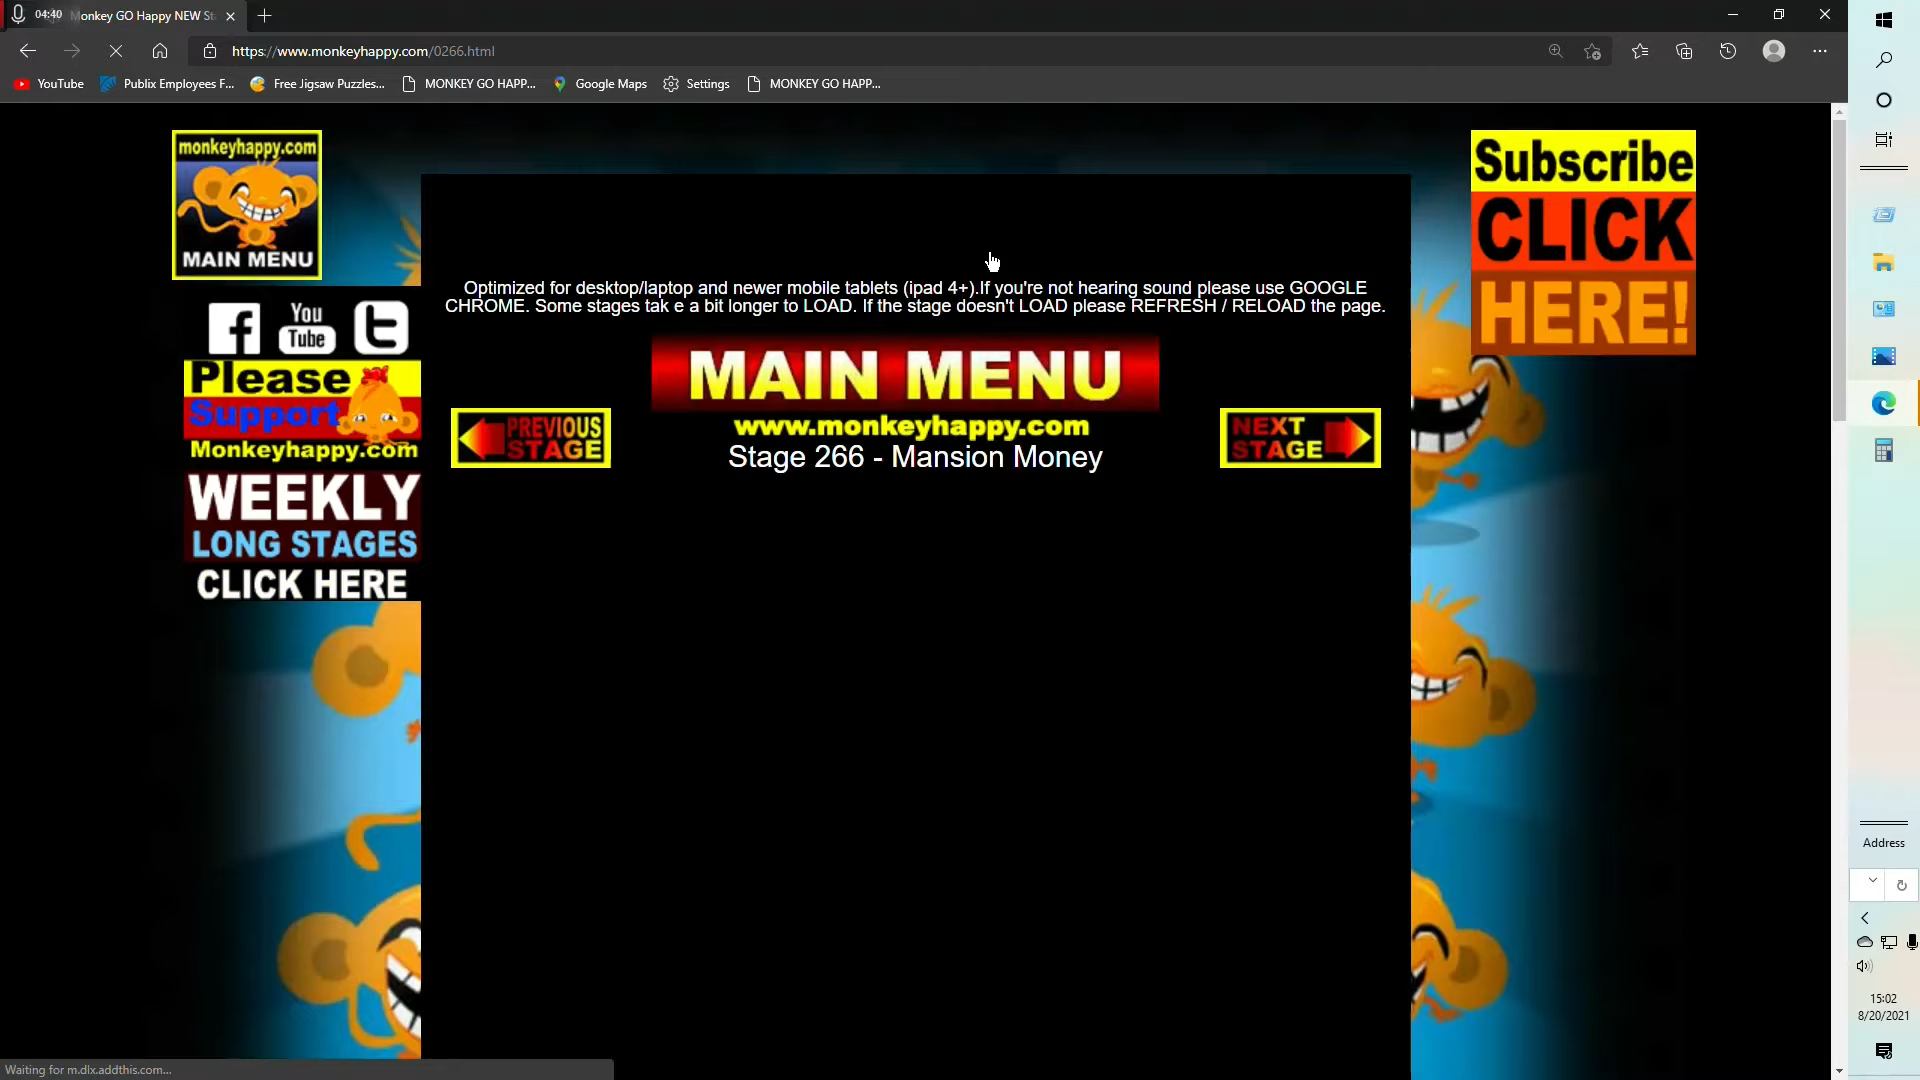 04:40
onkey GO Happy NEW St
https://www.monkeyhappy.com/0266.html
YouTube
Publix Employees F...
Free Jigsaw Puzzles...
MONKEY GO HAPP...
Google Maps
Settings
MONKEY GO HAPP...
monkeyhappy.com
MAIN MENU
Subscribe
CLICK
HERE!
You
Tube
Please
Support
Monkeyhappy.com
WEEKLY
LONG STAGES
CLICK HERE
Optimized for desktop/laptop and newer mobile tablets (ipad 4+).If you're not hearing sound please use GOOGLE
CHROME. Some stages tak e a bit longer to LOAD. If the stage doesn't LOAD please REFRESH / RELOAD the page.
MAIN MENU
www.monkeyhappy.com
PREVIOUS
STAGE
Stage 266 - Mansion Money
NEXT
STAGE
Address
15:02
8/20/2021
Waiting for m.dlx.addthis.com...